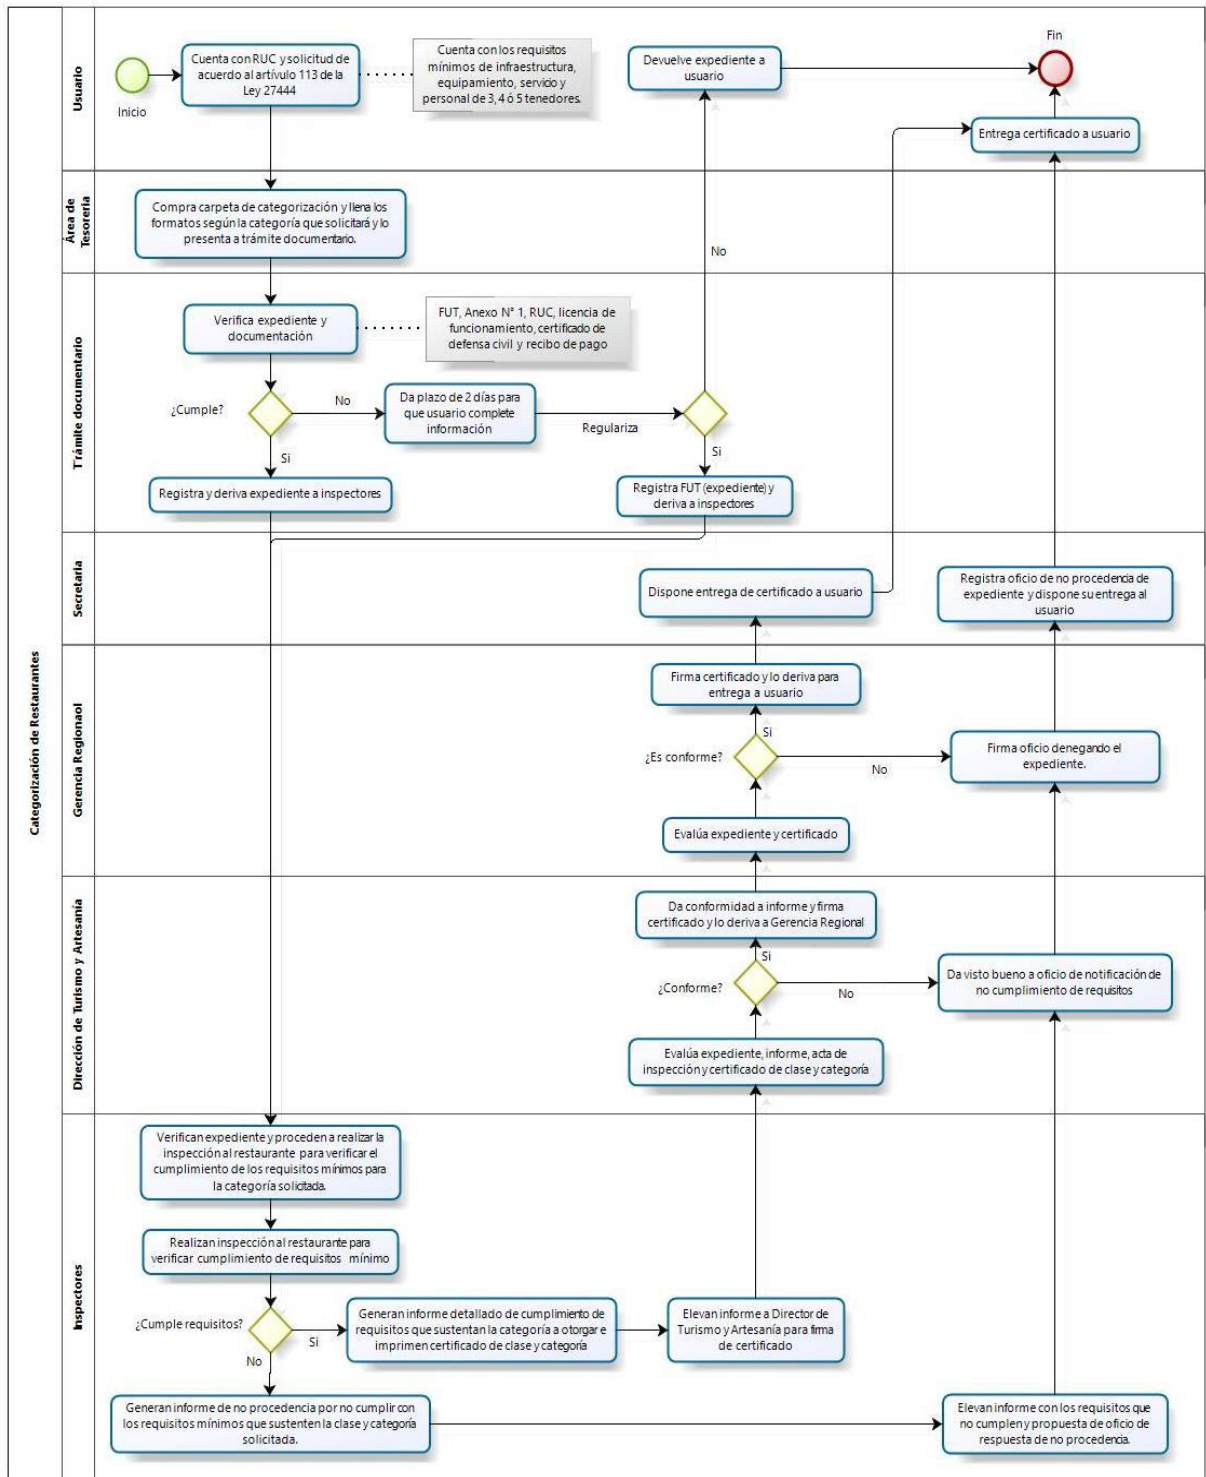 Categorización de Restaurantes
Usuario
Inicio
Cuenta con RUC y solicitud de
acuerdo al artívulo 113 de la
Ley 27444
Cuenta con los requisitos
mínimos de infraestructura,
equipamiento, servicio y
personal de 3, 4 ó 5 tenedores.
Devuelve expediente a
usuario
Fin
Entrega certificado a usuario
Área de
Tesoreria
Compra carpeta de categorización y llena los
formatos según la categoría que solicitará y lo
presenta a trámite documentario.
No
Trámite documentario
Verifica expediente y
documentación
FUT, Anexo N° 1, RUC, licencia de
funcionamiento, certificado de
defensa civil y recibo de pago
¿Cumple?
No
Da plazo de 2 días para
que usuario complete
información
Regulariza
Si
Si
Registra y deriva expediente a inspectores
Registra FUT (expediente) y
deriva a inspectores
Secretaria
Dispone entrega de certificado a usuario
Registra oficio de no procedencia de
expediente y dispone su entrega al
usuario
Gerencia Regionaol
Firma certificado y lo deriva para
entrega a usuario
Si
¿Es conforme?
No
Firma oficio denegando el
expediente.
Evalúa expediente y certificado
Dirección de Turismo y Artesanía
Da conformidad a informe y firma
certificado y lo deriva a Gerencia Regional
Si
¿Conforme?
No
Da visto bueno a oficio de notificación de
no cumplimiento de requisitos
Evalúa expediente, informe, acta de
inspección y certificado de clase y categoría
Inspectores
Verifican expediente y proceden a realizar la
inspección al restaurante para verificar el
cumplimiento de los requisitos mínimos para
la categoría solicitada.
Realizan inspección al restaurante para
verificar cumplimiento de requisitos mínimo
¿Cumple requisitos?
Si
Generan informe detallado de cumplimiento de
requisitos que sustentan la categoría a otorgar e
imprimen certificado de clase y categoría
Elevan informe a Director de
Turismo y Artesanía para firma
de certificado
No
Generan informe de no procedencia por no cumplir con
los requisitos mínimos que sustenten la clase y categoría
solicitada.
Elevan informe con los requisitos que
no cumplen y propuesta de oficio de
respuesta de no procedencia.